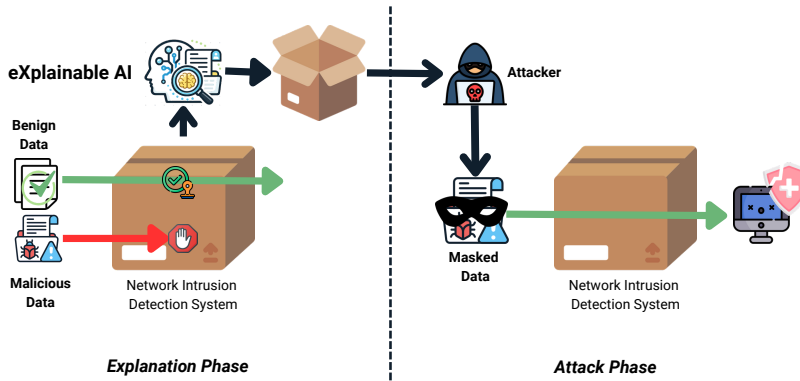 eXplainable AI
Benign
Data
Malicious
Data
Network Intrusion
Detection System
Explanation Phase
Attacker
Masked
Data
Network Intrusion
Detection System
Attack Phase